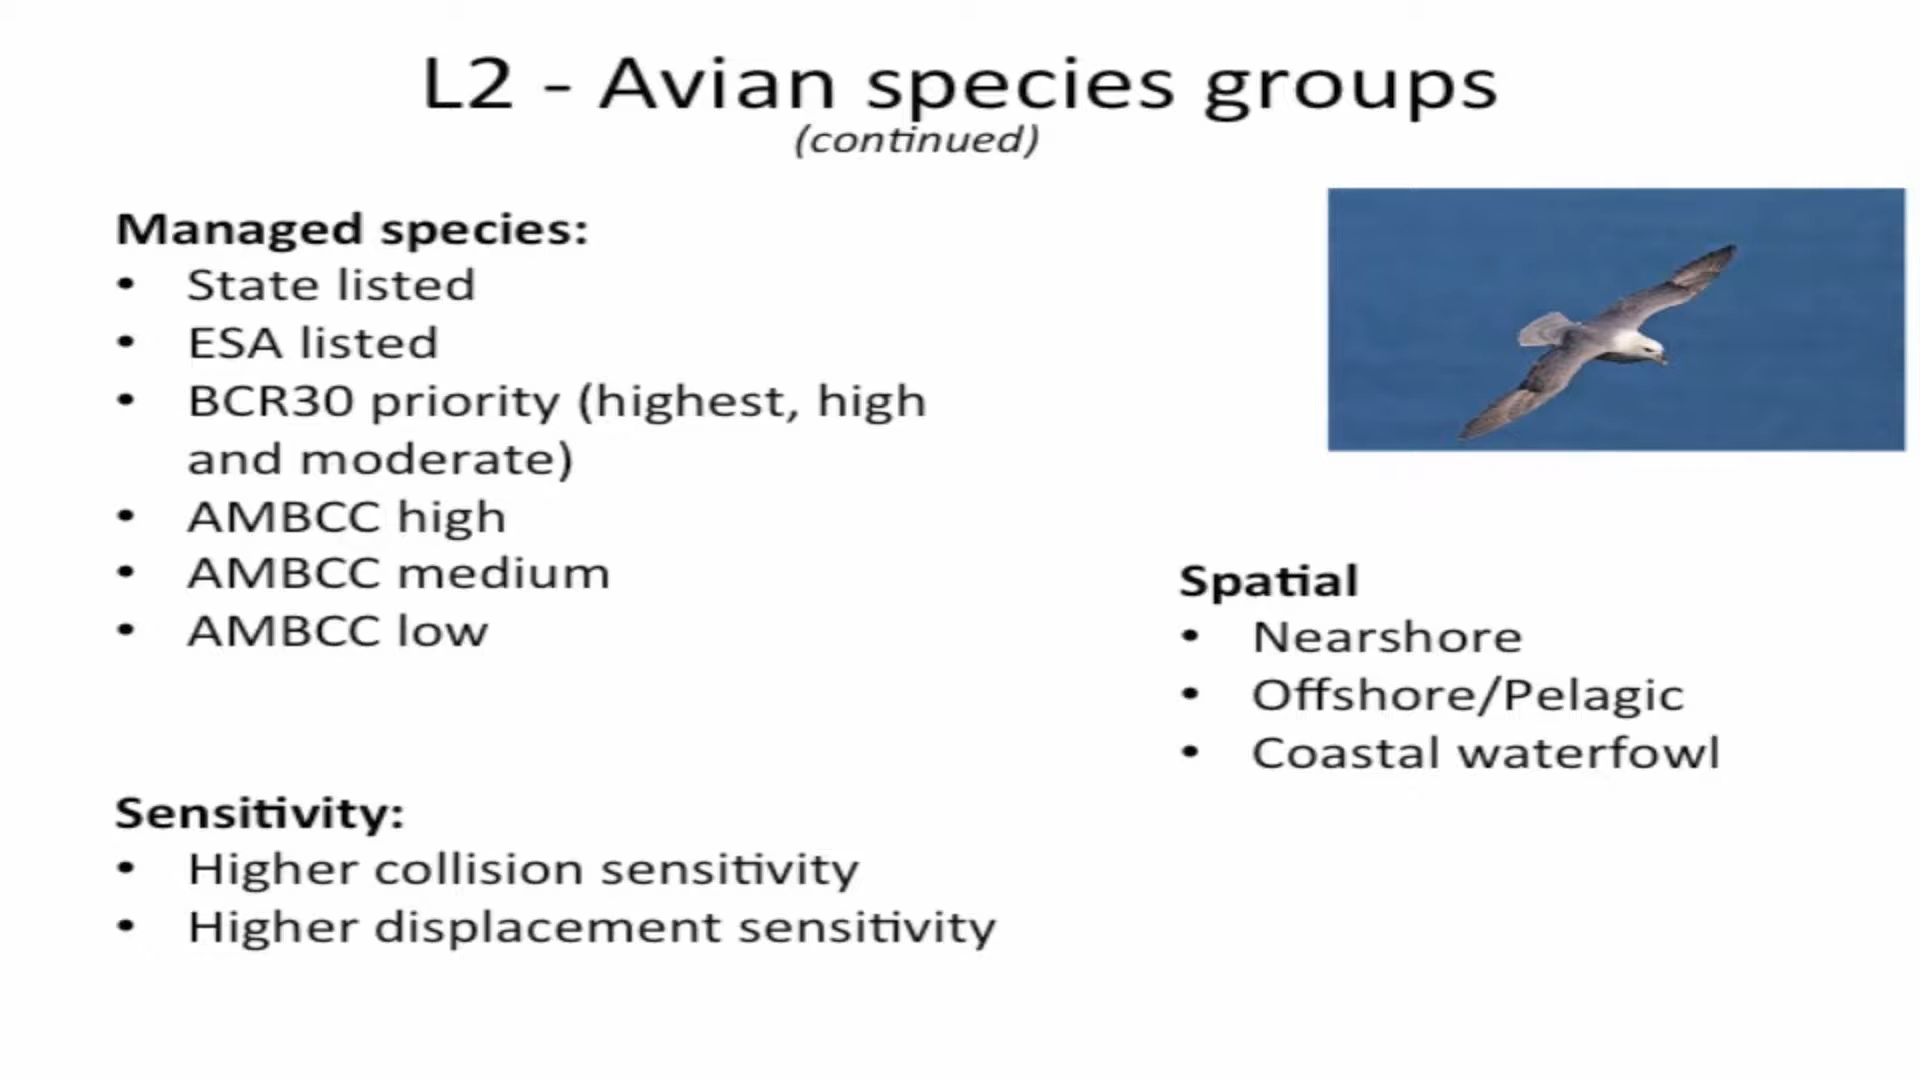 L2 - Avian species groups
(continued)
Managed species:
• State listed
• ESA listed
• BCR30 priority (highest, high
and moderate)
• AMBCC high
• AMBCC medium
• AMBCC low
Sensitivity:
• Higher collision sensitivity
• Higher displacement sensitivity
Spatial
• Nearshore
• Offshore/Pelagic
• Coastal waterfowl